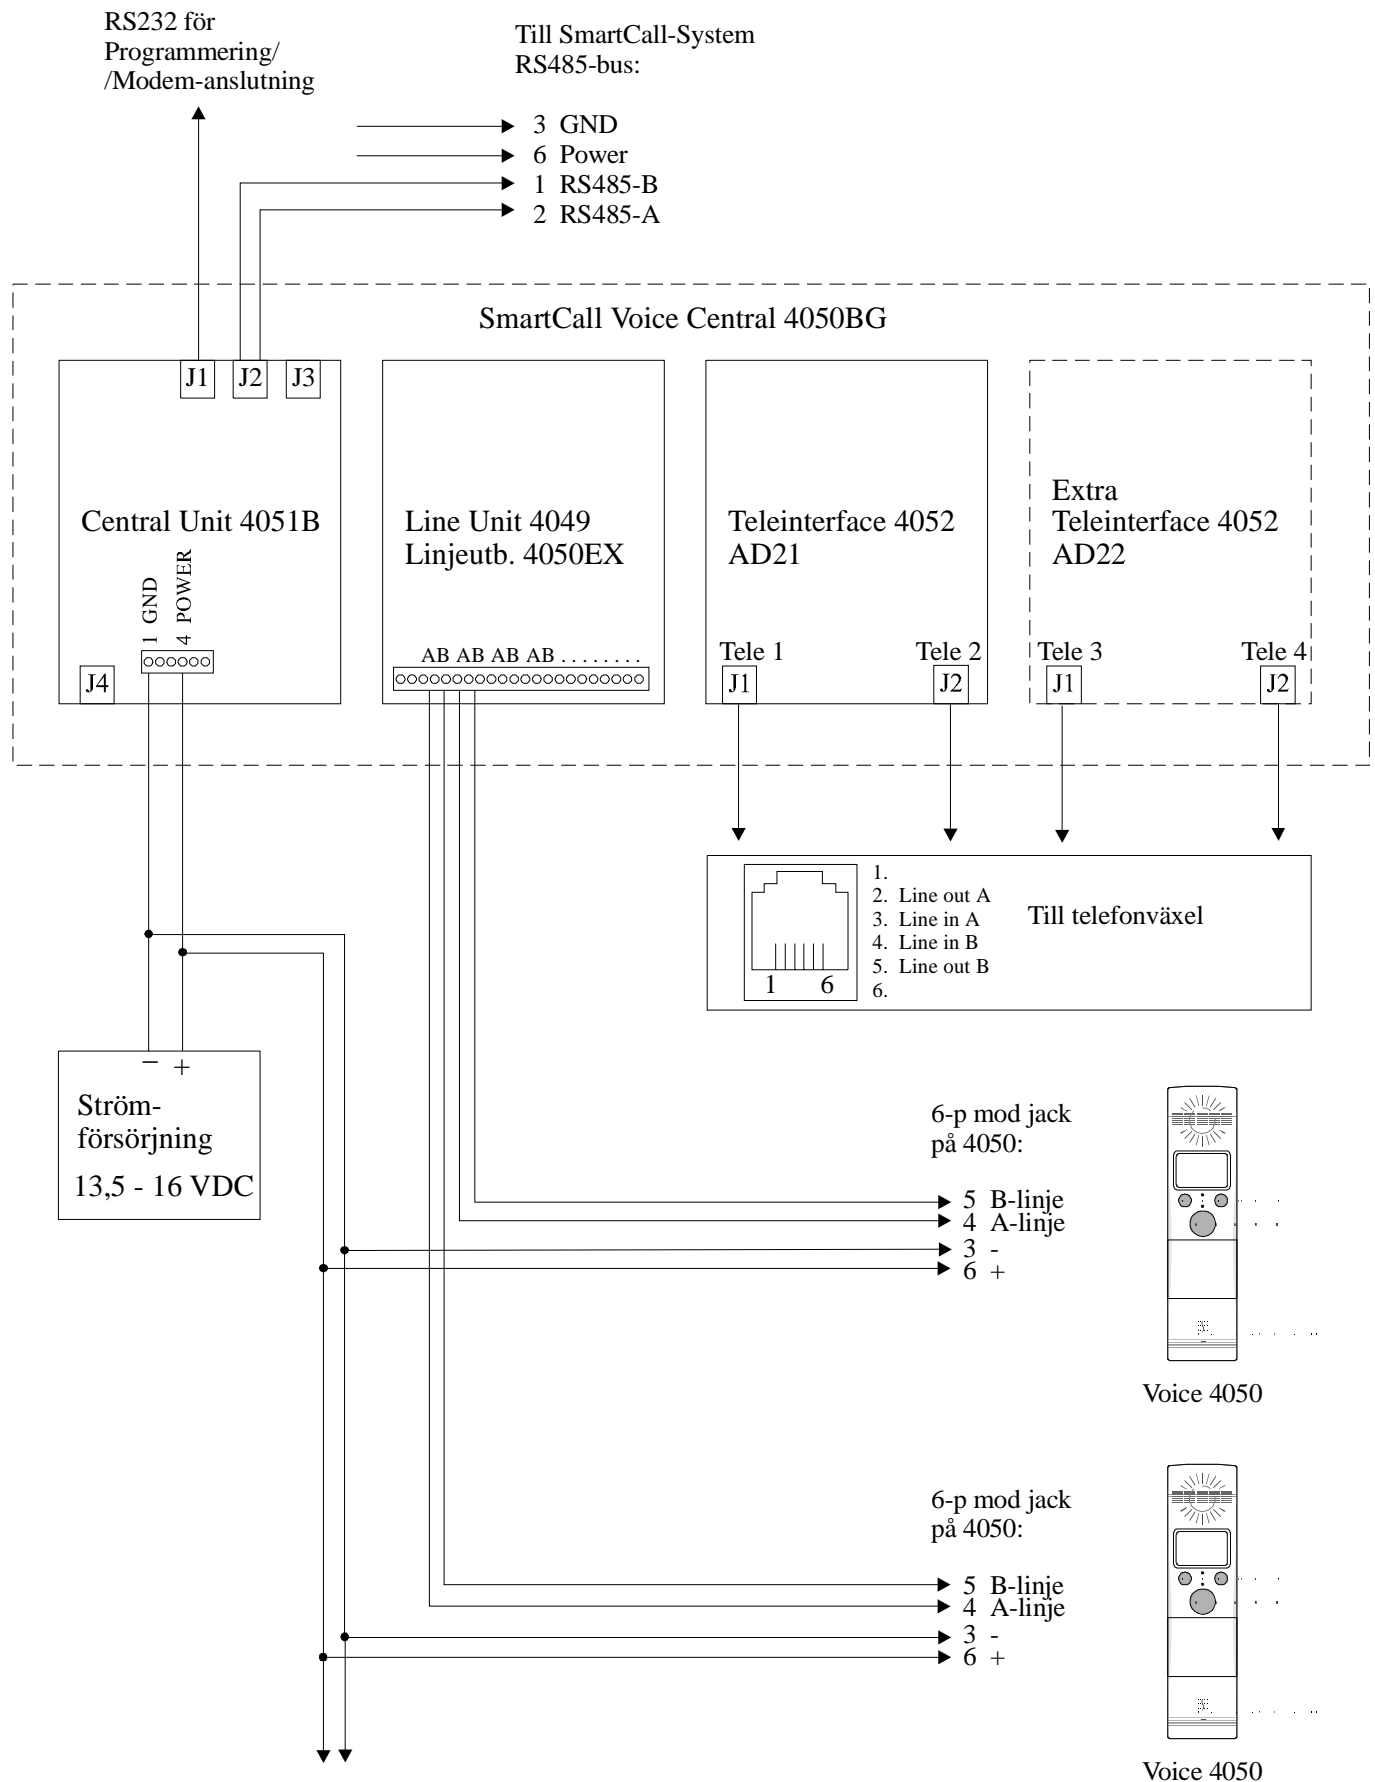 RS232 för
Programmering/
/Modem-anslutning
Till SmartCall-System
RS485-bus:
3 GND
6 Power
1 RS485-B
2 RS485-A
SmartCall Voice Central 4050BG
J1
J2
J3
Central Unit 4051B
1 GND
4 POWER
J4
Line Unit 4049
Linjeutb. 4050EX
AB AB AB AB . . . . . . . .
Teleinterface 4052
AD21
Tele 1
Tele 2
J1
J2
Extra
Teleinterface 4052
AD22
Tele 3
Tele 4
J1
J2
1.
2. Line out A
3. Line in A
4. Line in B
5. Line out B
6.
1 6
Till telefonväxel
− +
Ström-
försörjning
13,5 - 16 VDC
6-p mod jack
på 4050:
5 B-linje
4 A-linje
3 -
6 +
Voice 4050
6-p mod jack
på 4050:
5 B-linje
4 A-linje
3 -
6 +
Voice 4050